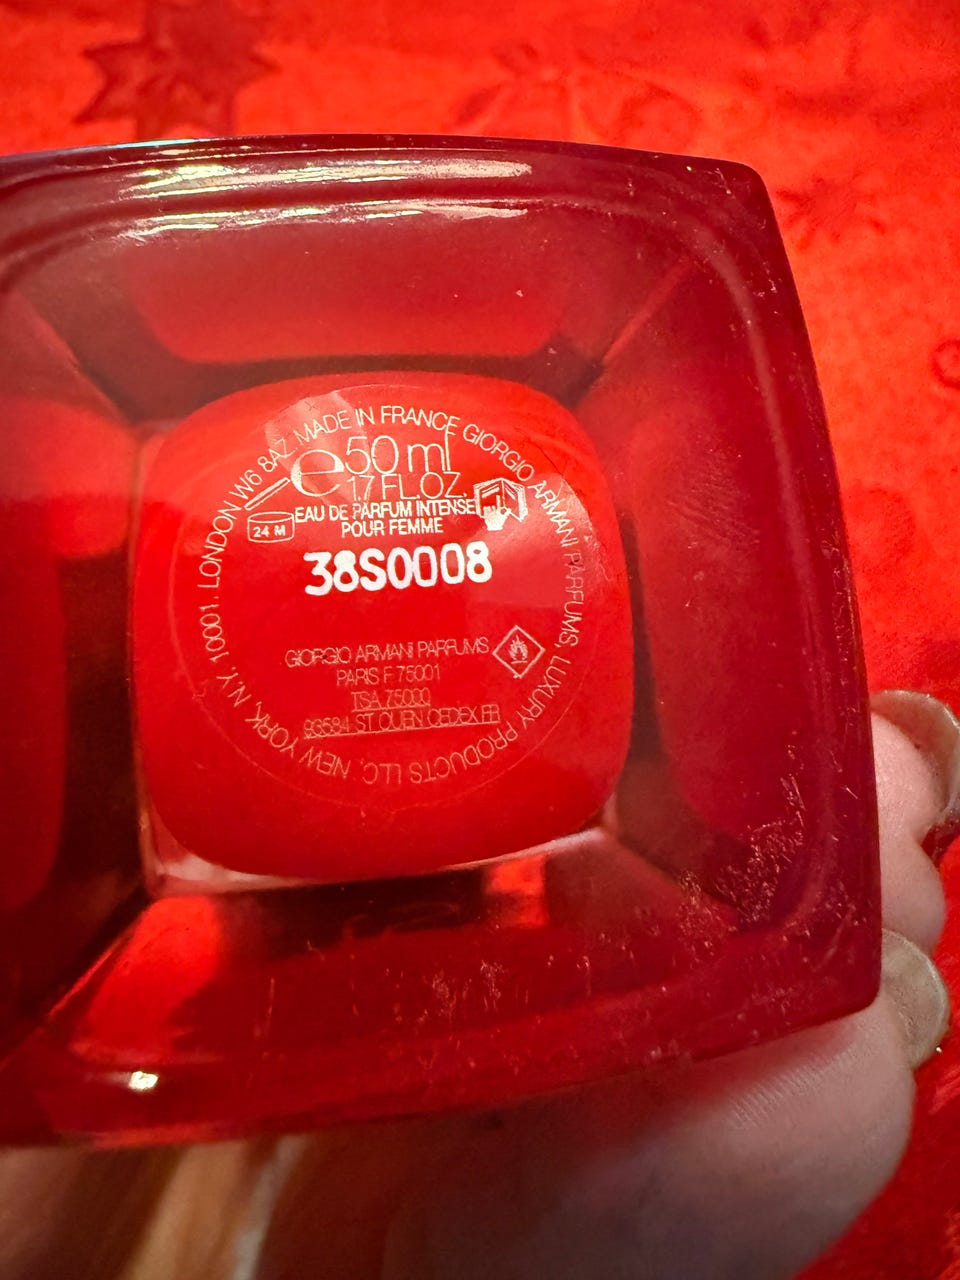 GIORGIO ARMANI PARFUMS, LUXURY PRODUCTS LLC, NEW YORK, N.Y. 10001. LONDON W6 8AZ. MADE IN FRANCE
e 50 ml
1.7 FL.OZ.
EAU DE PARFUM INTENSE
POUR FEMME
24 M
38S0008
GIORGIO ARMANI PARFUMS
PARIS F 75001
TSA 75000
93584 ST OUEN CEDEX FR